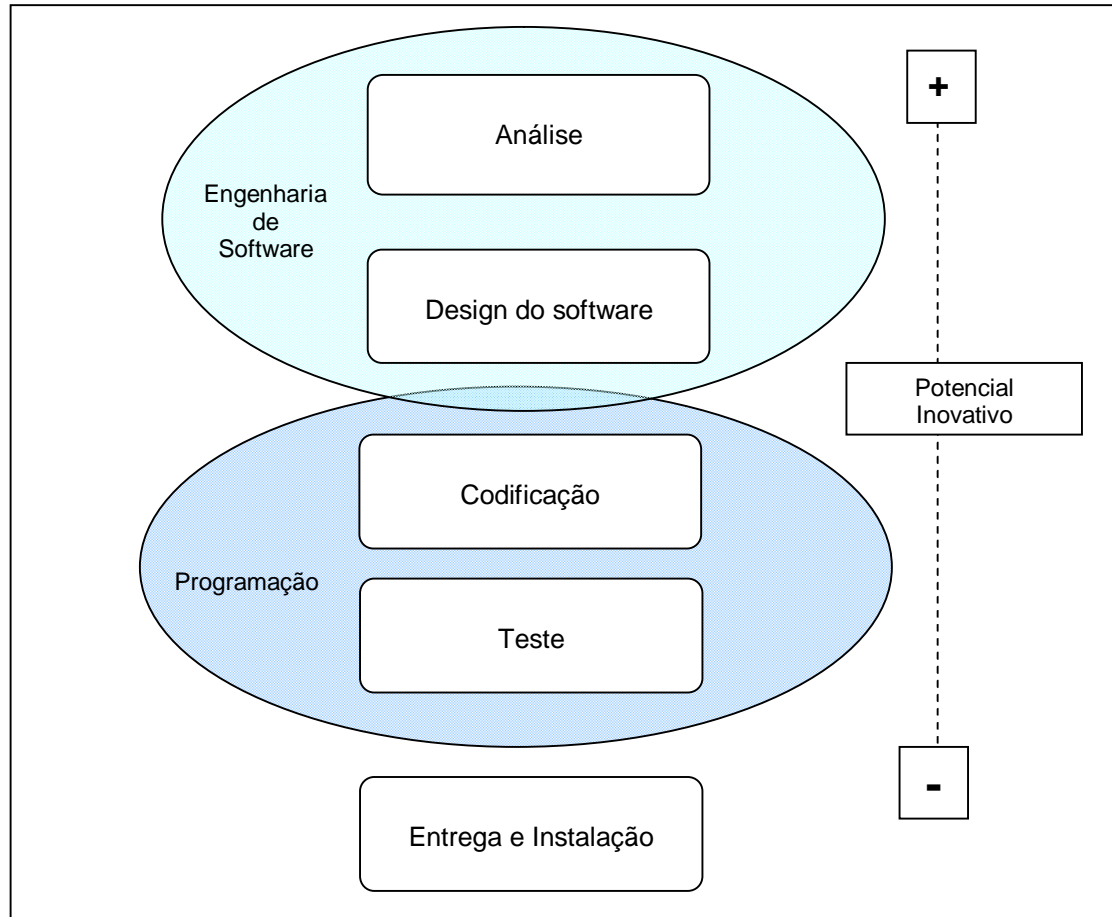 +
Análise
Engenharia
de
Software
Design do software
Potencial
Inovativo
Codificação
Programação
Teste
-
Entrega e Instalação